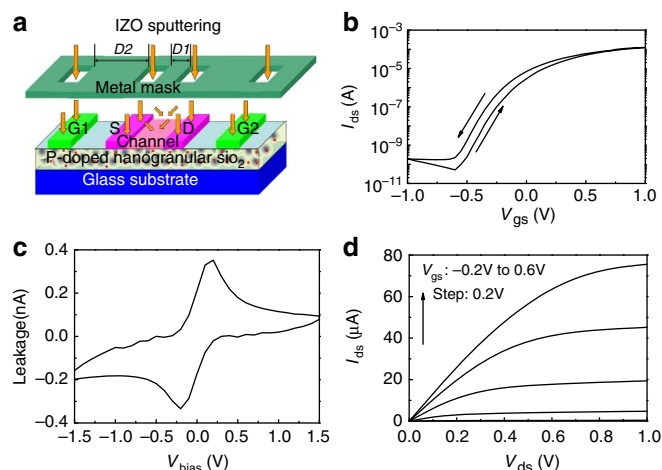 a
IZO sputtering
D2 D1
Metal mask
G1 S D G2
Channel
P-doped nanogranular sio2
Glass substrate
b
10⁻³
10⁻⁵
10⁻⁷
10⁻⁹
10⁻¹¹
Ids (A)
−1.0 −0.5 0.0 0.5 1.0
Vgs (V)
c
0.4
0.2
0.0
−0.2
−0.4
Leakage(nA)
−1.5 −1.0 −0.5 0.0 0.5 1.0 1.5
Vbias (V)
d
80
60
40
20
0
Ids (μA)
Vgs: −0.2V to 0.6V
Step: 0.2V
0.0 0.2 0.4 0.6 0.8 1.0
Vds (V)